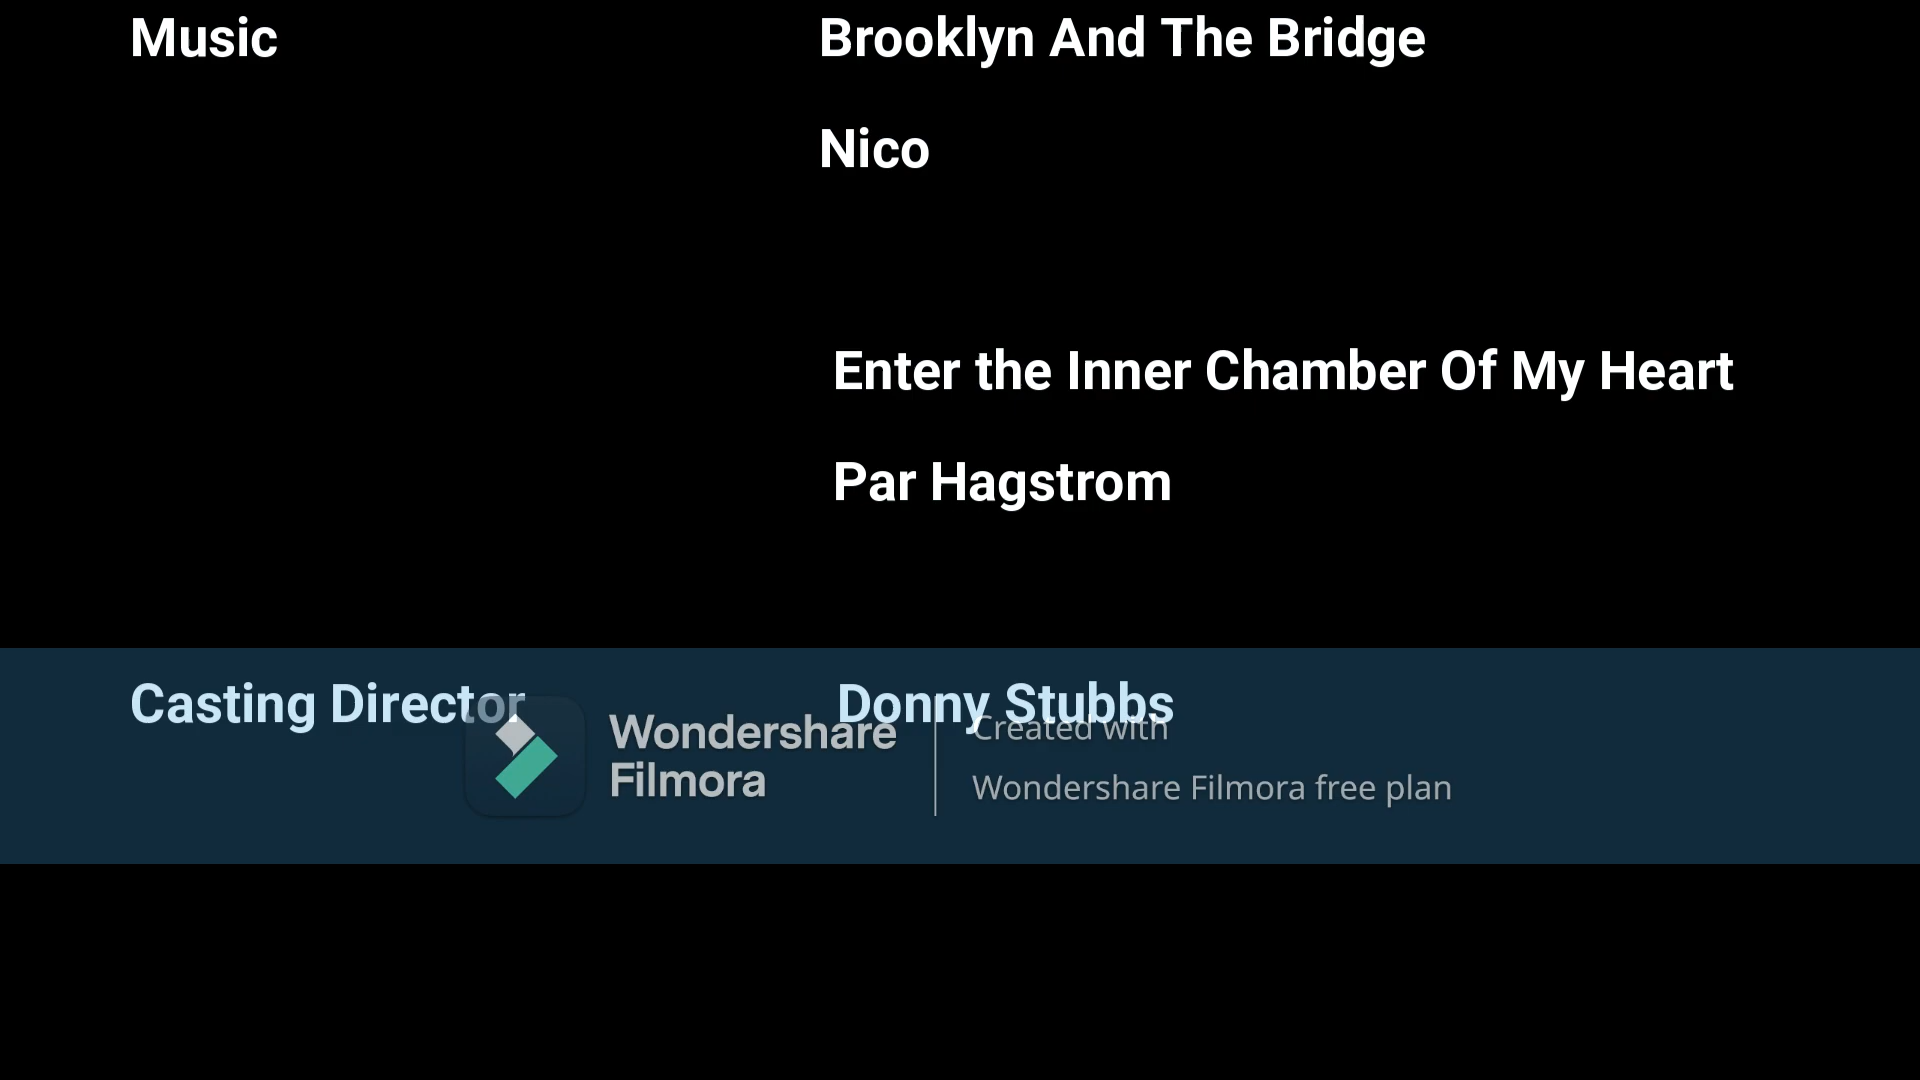 Music Brooklyn And The Bridge
Nico
Enter the Inner Chamber Of My Heart
Par Hagstrom
Casting Director Donny Stubbs
Wondershare
Filmora
Created with
Wondershare Filmora free plan